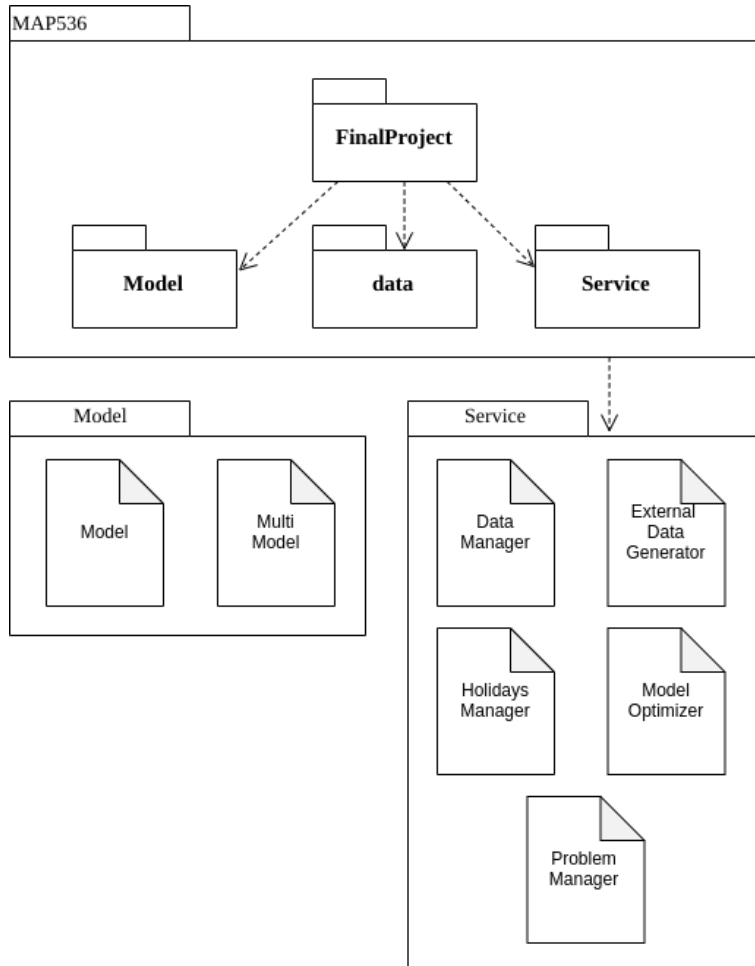 MAP536
FinalProject
Model
data
Service
Model
Service
Model
Multi
Model
Data
Manager
External
Data
Generator
Holidays
Manager
Model
Optimizer
Problem
Manager